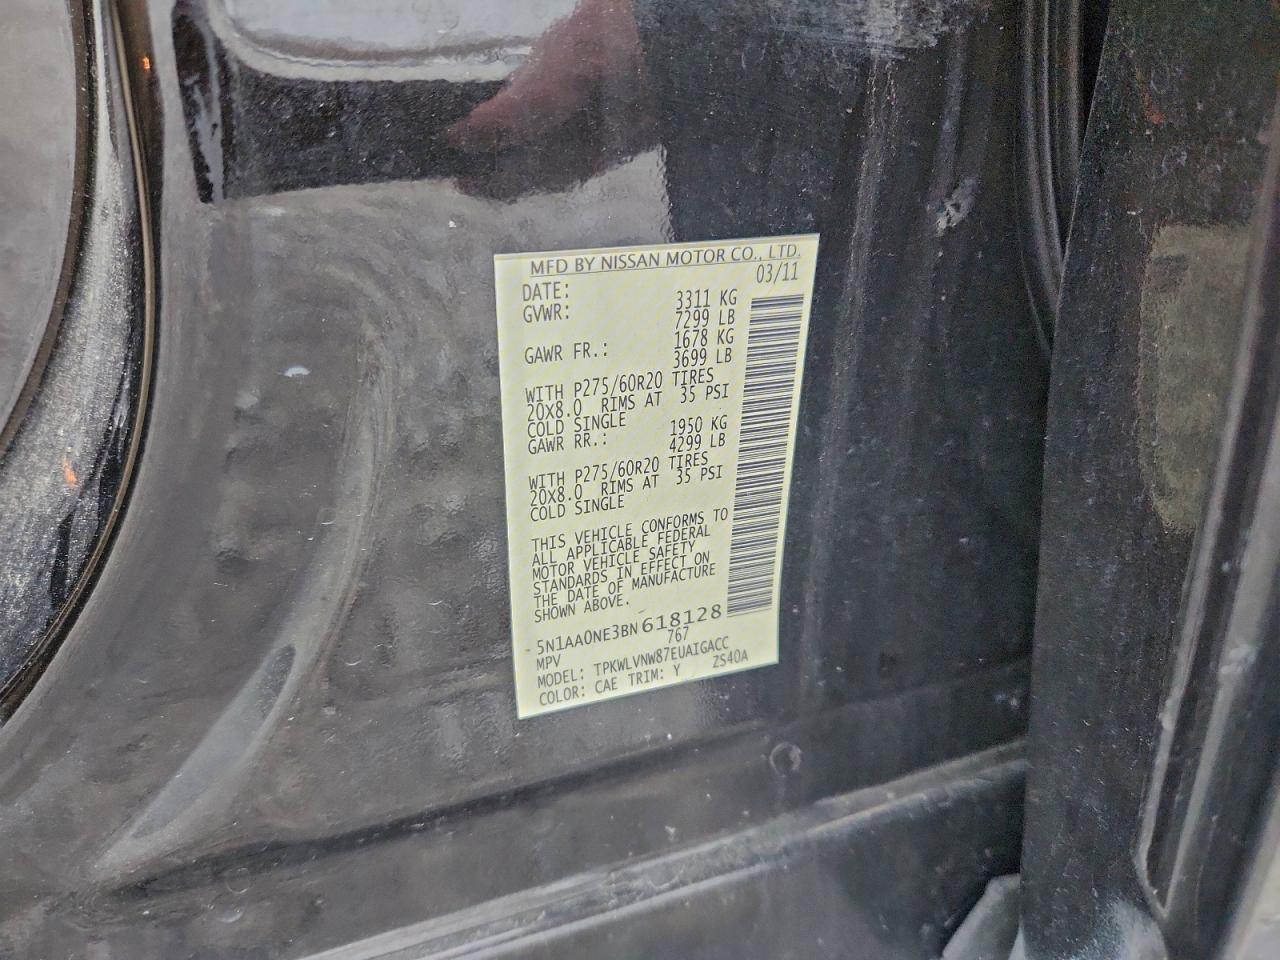 MFD BY NISSAN MOTOR CO., LTD.
DATE: 03/11
GVWR: 3311 KG
7299 LB
GAWR FR.: 1678 KG
3699 LB
WITH P275/60R20 TIRES
20X8.0 RIMS AT 35 PSI
COLD SINGLE
GAWR RR.: 1950 KG
4299 LB
WITH P275/60R20 TIRES
20X8.0 RIMS AT 35 PSI
COLD SINGLE
THIS VEHICLE CONFORMS TO
ALL APPLICABLE FEDERAL
MOTOR VEHICLE SAFETY
STANDARDS IN EFFECT ON
THE DATE OF MANUFACTURE
SHOWN ABOVE.
5N1AA0NE3BN618128
MPV 767
MODEL: TPKWLVNW87EUAIGACC
COLOR: CAE TRIM: Y ZS40A